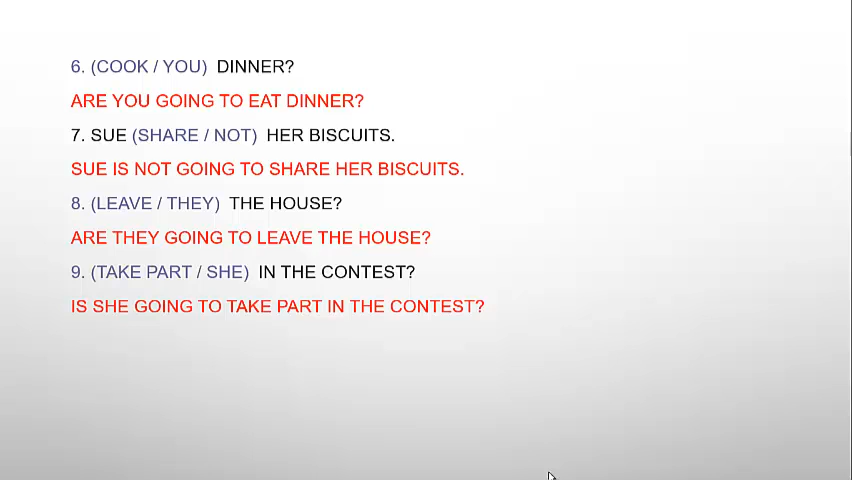 6. (COOK / YOU) DINNER?
ARE YOU GOING TO EAT DINNER?
7. SUE (SHARE / NOT) HER BISCUITS.
SUE IS NOT GOING TO SHARE HER BISCUITS.
8. (LEAVE / THEY) THE HOUSE?
ARE THEY GOING TO LEAVE THE HOUSE?
9. (TAKE PART / SHE) IN THE CONTEST?
IS SHE GOING TO TAKE PART IN THE CONTEST?